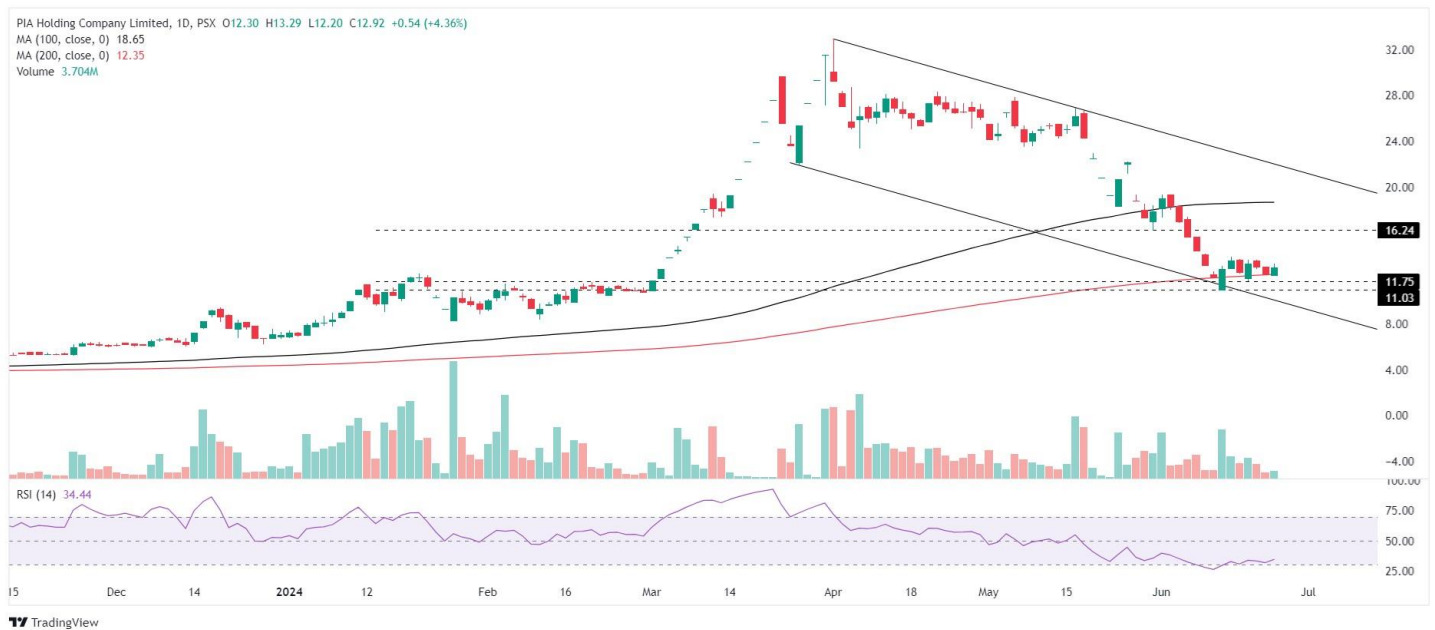 PIA Holding Company Limited, 1D, PSX O12.30 H13.29 L12.20 C12.92 +0.54 (+4.36%)
MA (100, close, 0) 18.65
MA (200, close, 0) 12.35
Volume 3.704M
32.00
28.00
24.00
20.00
16.24
11.75
11.03
8.00
4.00
0.00
−4.00
RSI (14) 34.44
100.00
75.00
50.00
25.00
15 Dec 14 2024 12 Feb 16 Mar 14 Apr 18 May 15 Jun Jul
TradingView